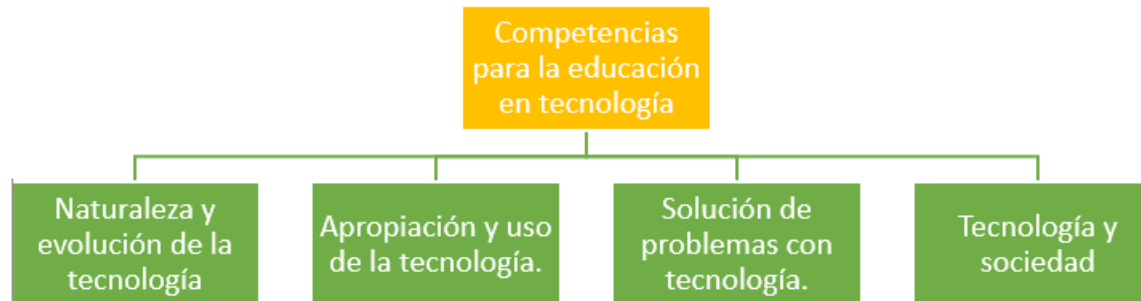 Competencias
para la educación
en tecnología
Naturaleza y
evolución de la
tecnología
Apropiación y uso
de la tecnología.
Solución de
problemas con
tecnología.
Tecnología y
sociedad